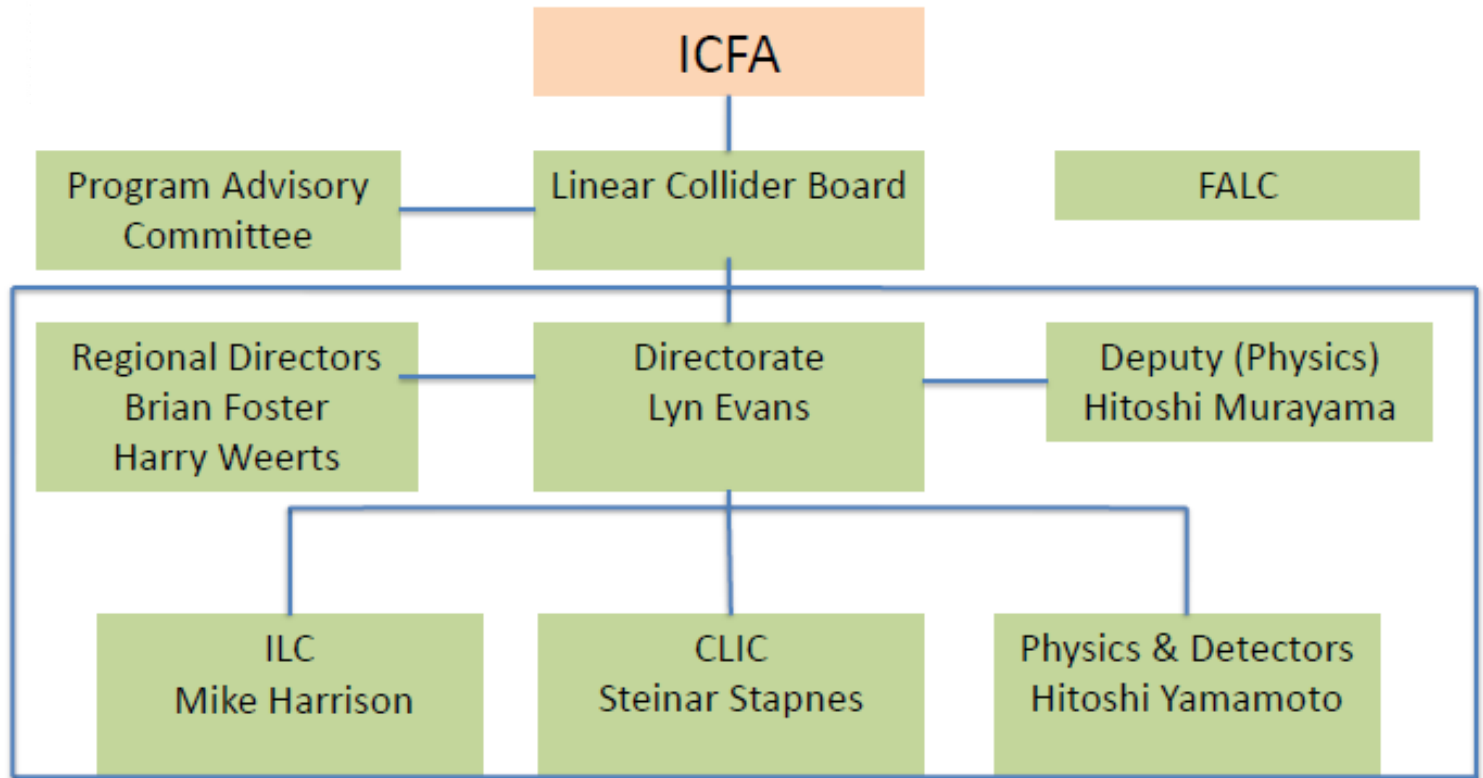 ICFA
Program Advisory
Committee
Linear Collider Board
FALC
Regional Directors
Brian Foster
Harry Weerts
Directorate
Lyn Evans
Deputy (Physics)
Hitoshi Murayama
ILC
Mike Harrison
CLIC
Steinar Stapnes
Physics & Detectors
Hitoshi Yamamoto